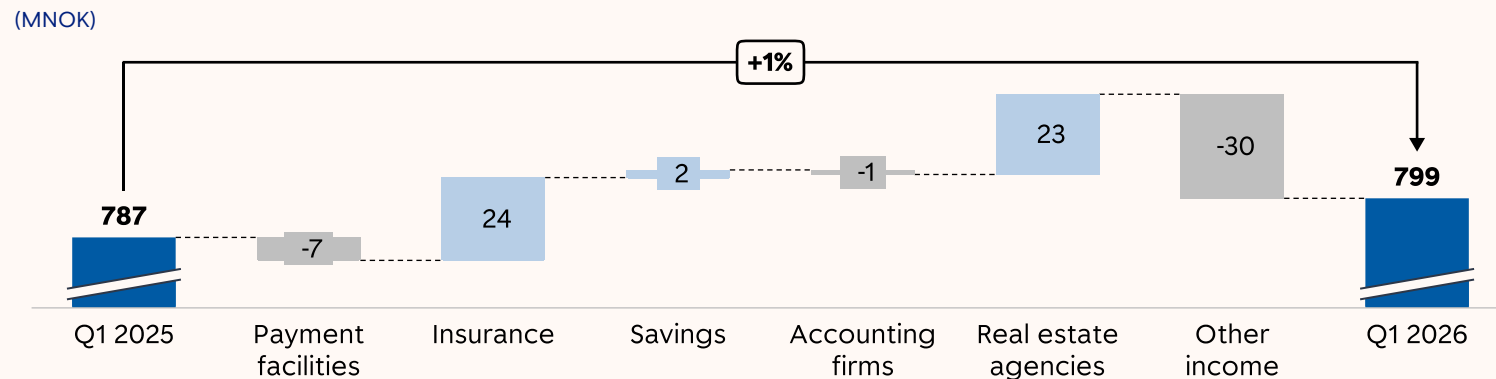 (MNOK)
+1%
787
-7
24
2
-1
23
-30
799
Q1 2025
Payment
facilities
Insurance
Savings
Accounting
firms
Real estate
agencies
Other
income
Q1 2026